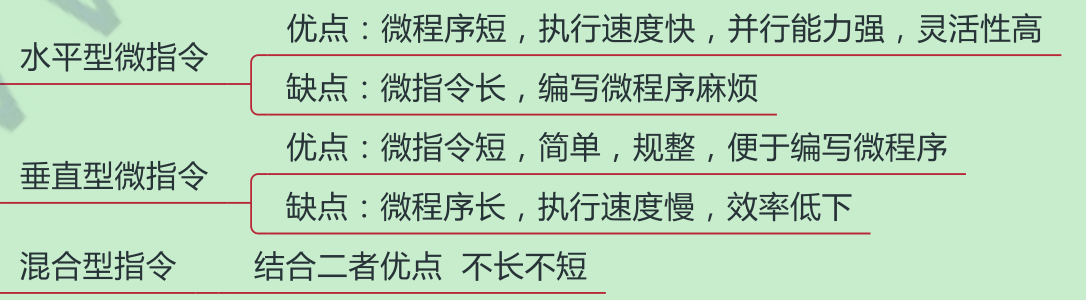 优点：微程序短，执行速度快，并行能力强，灵活性高
水平型微指令
缺点：微指令长，编写微程序麻烦
优点：微指令短，简单，规整，便于编写微程序
垂直型微指令
缺点：微程序长，执行速度慢，效率低下
混合型指令 结合二者优点 不长不短